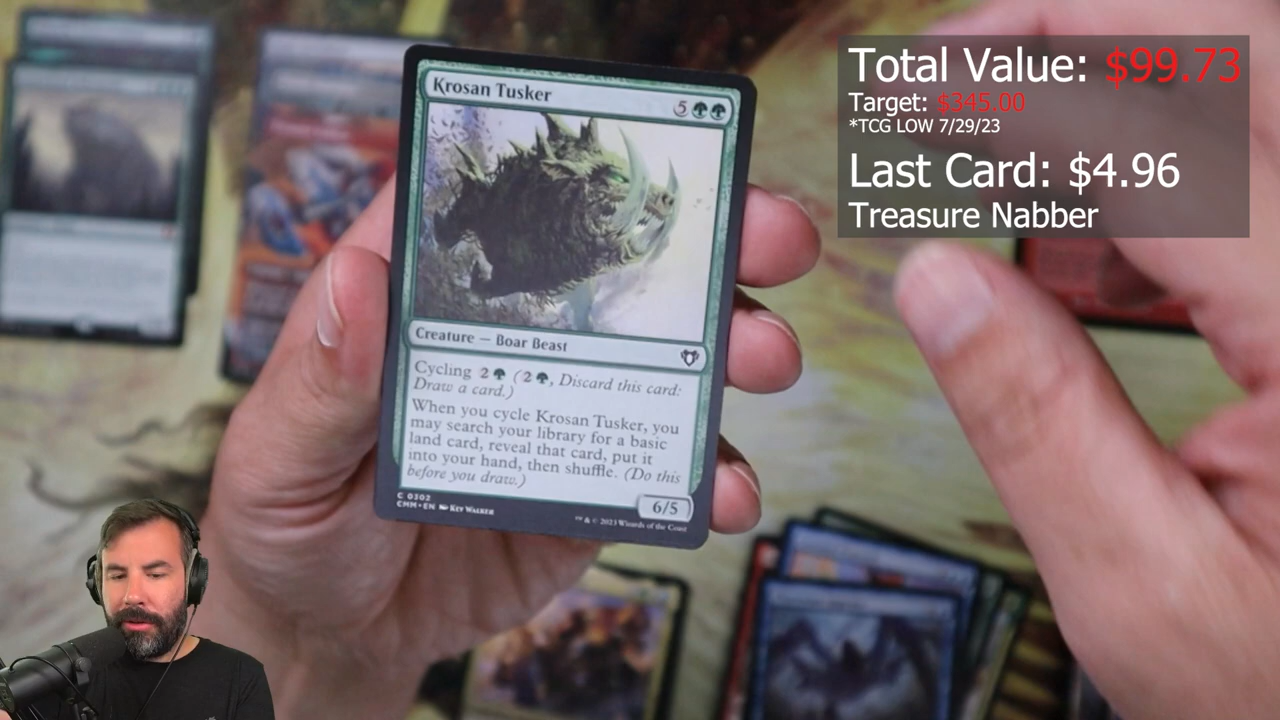 Total Value: $99.73
Target: $345.00
*TCG LOW 7/29/23
Last Card: $4.96
Treasure Nabber
Krosan Tusker
5
Creature — Boar Beast
Cycling 2 (2, Discard this card:
Draw a card.)
When you cycle Krosan Tusker, you
may search your library for a basic
land card, reveal that card, put it
into your hand, then shuffle. (Do this
before you draw.)
6/5
C 0302
CMM • EN Kev Walker
™ & © 2023 Wizards of the Coast